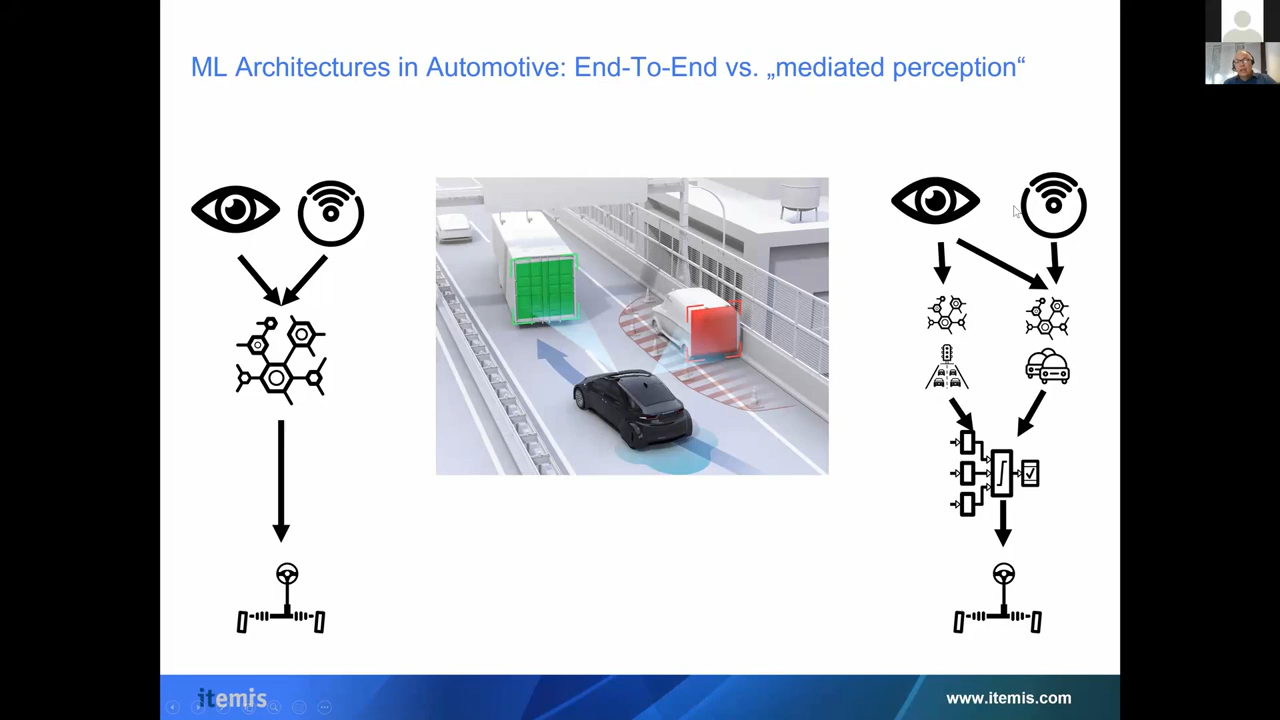 ML Architectures in Automotive: End-To-End vs. „mediated perception“
itemis
www.itemis.com